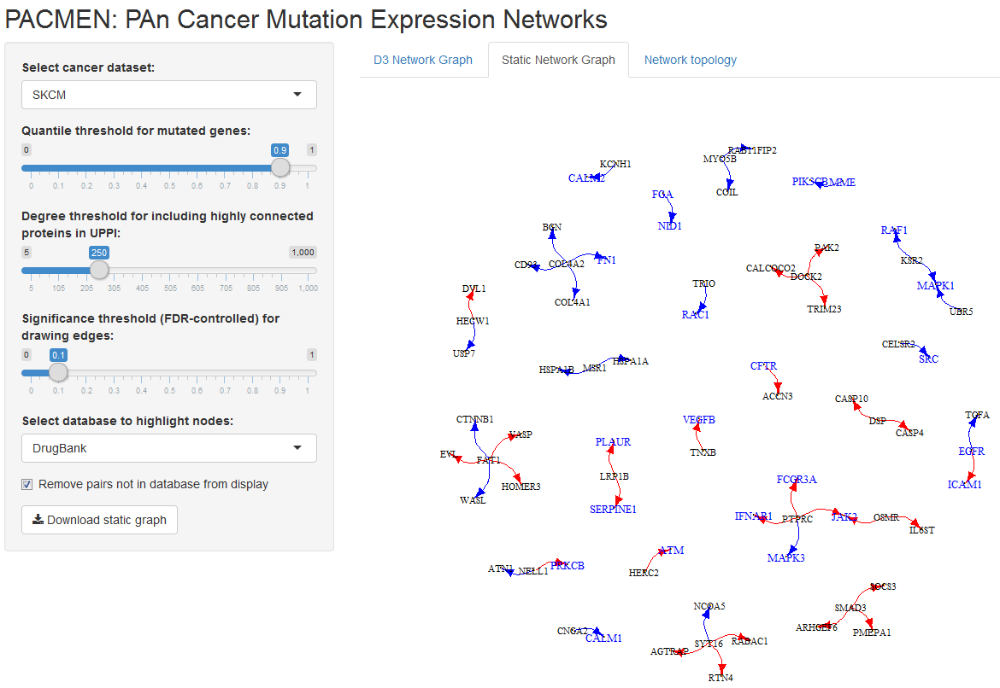 PACMEN: PAn Cancer Mutation Expression Networks
Select cancer dataset:
SKCM
Quantile threshold for mutated genes:
0 0.9 1
0 0.1 0.2 0.3 0.4 0.5 0.6 0.7 0.8 0.9 1
Degree threshold for including highly connected
proteins in UPPI:
5 250 1,000
5 105 205 305 405 505 605 705 805 905 1,000
Significance threshold (FDR-controlled) for
drawing edges:
0 0.1 1
0 0.1 0.2 0.3 0.4 0.5 0.6 0.7 0.8 0.9 1
Select database to highlight nodes:
DrugBank
Remove pairs not in database from display
Download static graph
D3 Network Graph Static Network Graph Network topology
RAB11FIP2
MYO5B
KCNH1
CALM2
COIL
PIK3CB MME
FGA
NID1
BGN
RAF1
CD93 COL4A2 FN1
PAK2
KSR2
CALCOCO2 DOCK2
COL4A1
TRIO
MAPK1
DVL1
TRIM23
UBR5
RAC1
HECW1
USP7
CELSR2
SRC
HSPA1B MSR1 HSPA1A
CFTR
ACCN3
CASP10
DSP
CASP4
CTNNB1
VEGFB
TGFA
VASP
PLAUR
EVL FAT1
TNXB
EGFR
HOMER3
LRP1B
WASL
FCGR3A
ICAM1
SERPINE1
IFNAR1 PTPRC JAK2 OSMR
IL6ST
MAPK3
ATM
ATN1 NELL1 PRKCB
HERC2
SOCS3
NCOA5
SMAD3
ARHGEF6 PMEPA1
CNGA2
CALM1
SYT16 RABAC1
AGTRAP
RTN4